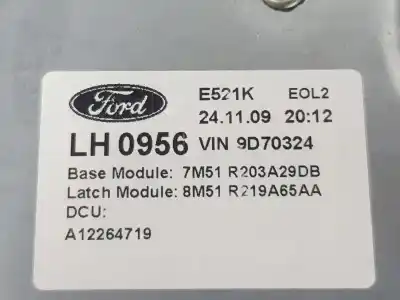 Ford E521K EOL2
24.11.09 20:12
LH 0956 VIN 9D70324
Base Module: 7M51 R203A29DB
Latch Module: 8M51 R219A65AA
DCU:
A12264719